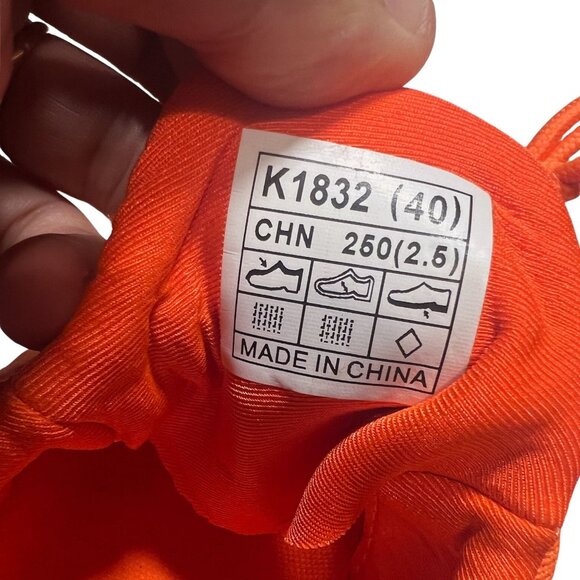 K1832 (40)
CHN 250(2.5)
MADE IN CHINA